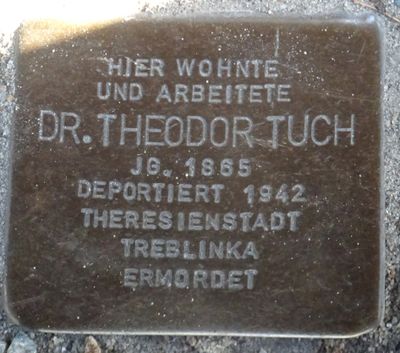 HIER WOHNTE
UND ARBEITETE
DR. THEODOR TUCH
JG. 1865
DEPORTIERT 1942
THERESIENSTADT
TREBLINKA
ERMORDET